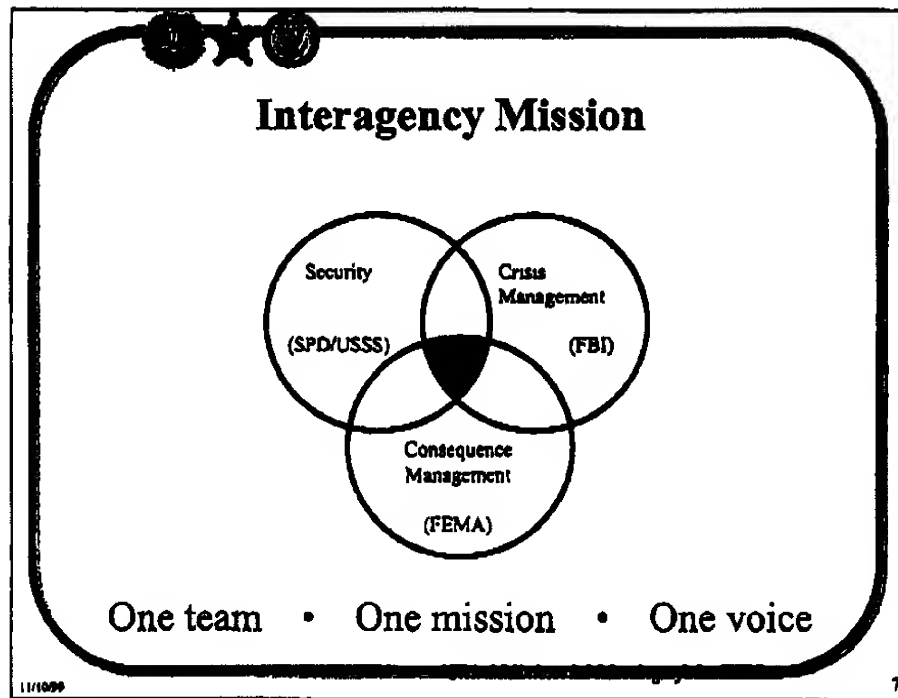 Interagency Mission
Security
Crisis
Management
(SPD/USSS)
(FBI)
Consequence
Management
(FEMA)
One team • One mission • One voice
11/10/99
7